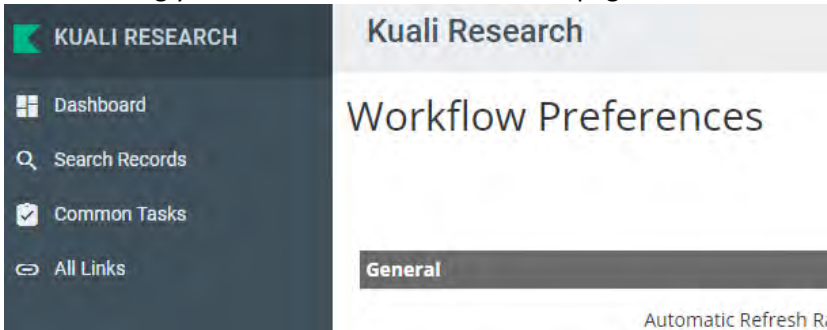 KUALI RESEARCH
Dashboard
Search Records
Common Tasks
All Links
Kuali Research
Workflow Preferences
General
Automatic Refresh